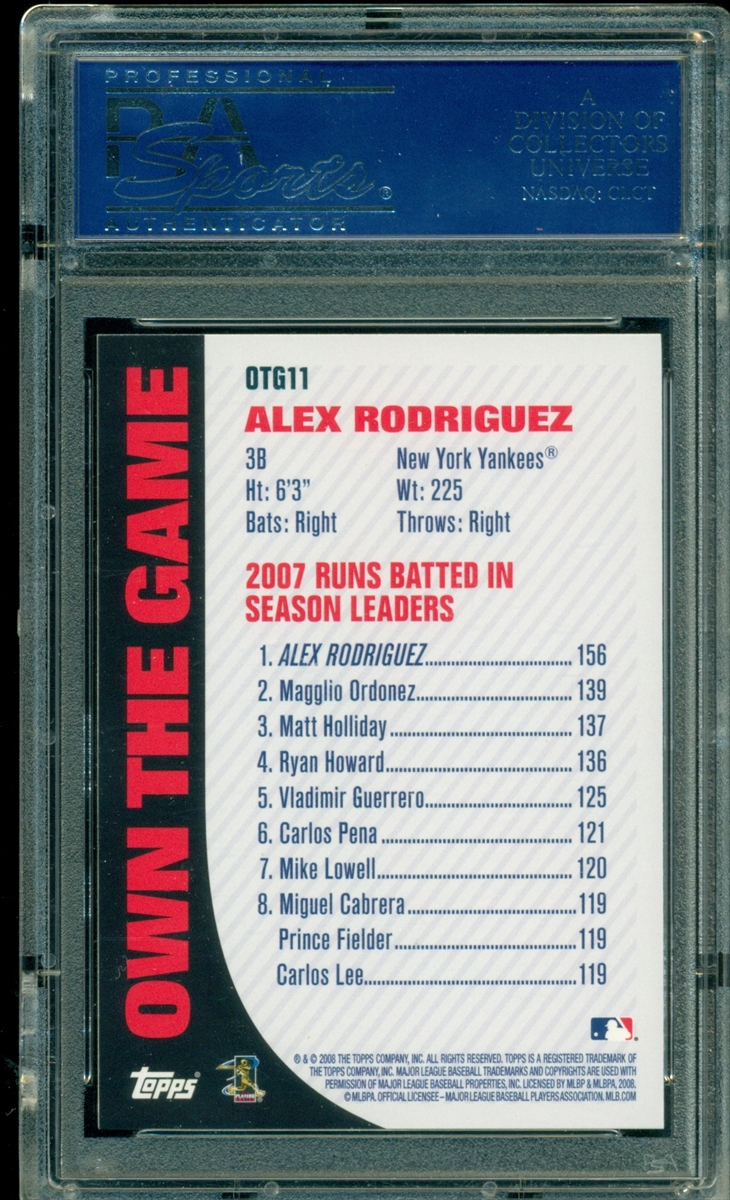 PROFESSIONAL
PSA
Sports®
AUTHENTICATOR
A
DIVISION OF
COLLECTORS
UNIVERSE
NASDAQ: CLCT
OWN THE GAME
OTG11
ALEX RODRIGUEZ
3B New York Yankees®
Ht: 6'3" Wt: 225
Bats: Right Throws: Right
2007 RUNS BATTED IN
SEASON LEADERS
1. ALEX RODRIGUEZ 156
2. Magglio Ordonez 139
3. Matt Holliday 137
4. Ryan Howard 136
5. Vladimir Guerrero 125
6. Carlos Pena 121
7. Mike Lowell 120
8. Miguel Cabrera 119
Prince Fielder 119
Carlos Lee 119
Topps®
PLAYERS
® & © 2008 THE TOPPS COMPANY, INC. ALL RIGHTS RESERVED. TOPPS IS A REGISTERED TRADEMARK OF
THE TOPPS COMPANY, INC. MAJOR LEAGUE BASEBALL TRADEMARKS AND COPYRIGHTS ARE USED WITH
PERMISSION OF MAJOR LEAGUE BASEBALL PROPERTIES, INC. LICENSED BY MLBP & MLBPA, 2008.
© MLBPA. OFFICIAL LICENSEE – MAJOR LEAGUE BASEBALL PLAYERS ASSOCIATION. MLB.COM
PSA